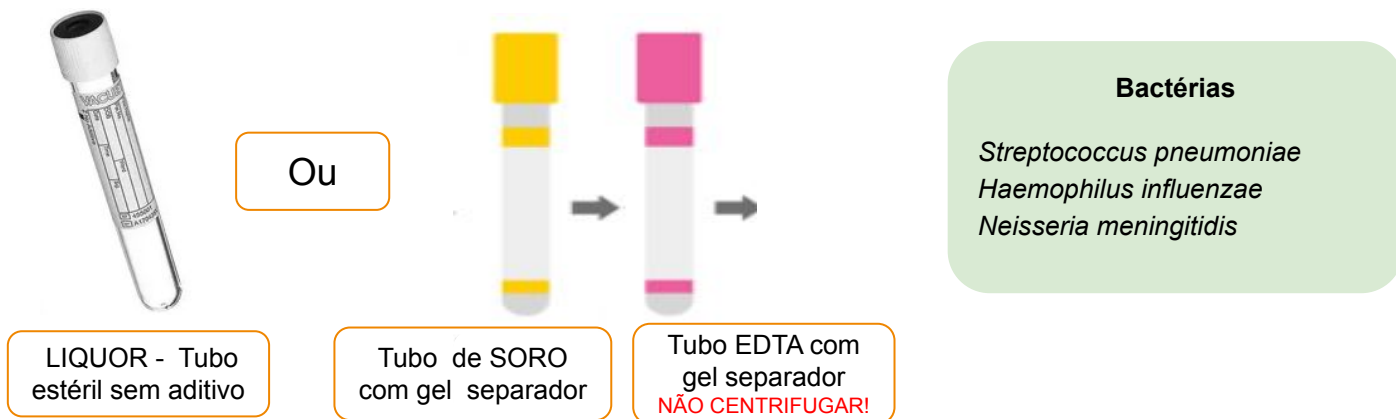 VACU
Ou
Bactérias
Streptococcus pneumoniae
Haemophilus influenzae
Neisseria meningitidis
LIQUOR - Tubo
estéril sem aditivo
Tubo de SORO
com gel separador
Tubo EDTA com
gel separador
NÃO CENTRIFUGAR!